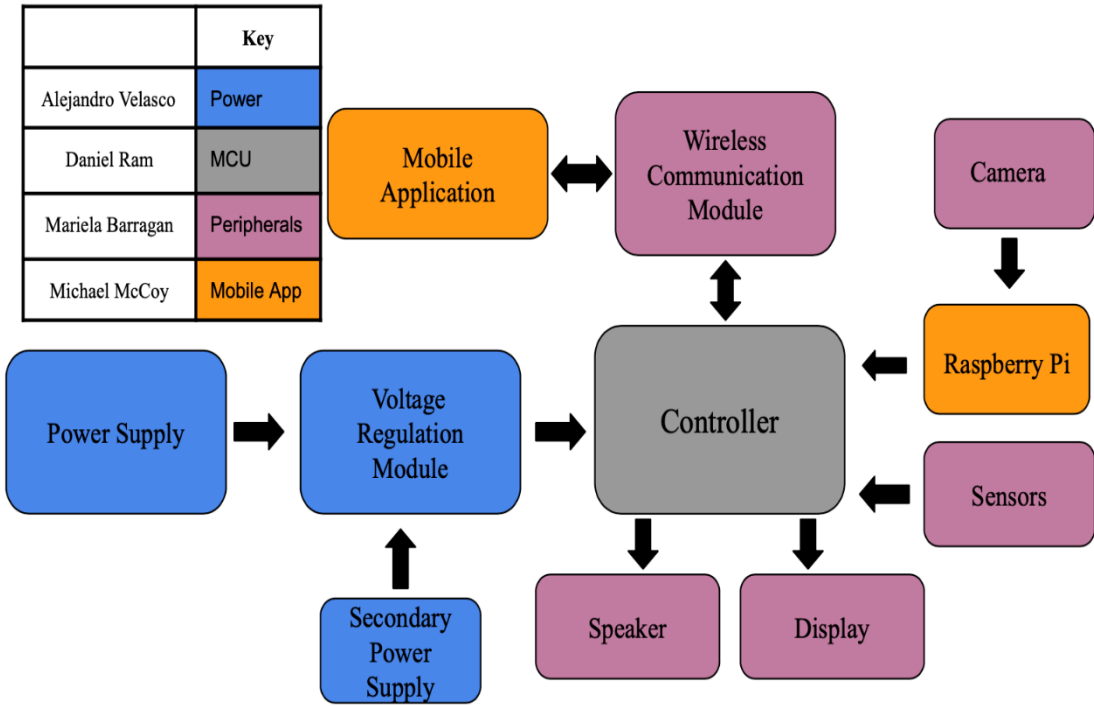 Key
Alejandro Velasco Power
Daniel Ram MCU
Mariela Barragan Peripherals
Michael McCoy Mobile App
Mobile
Application
Wireless
Communication
Module
Camera
Power Supply
Voltage
Regulation
Module
Controller
Raspberry Pi
Sensors
Secondary
Power
Supply
Speaker
Display